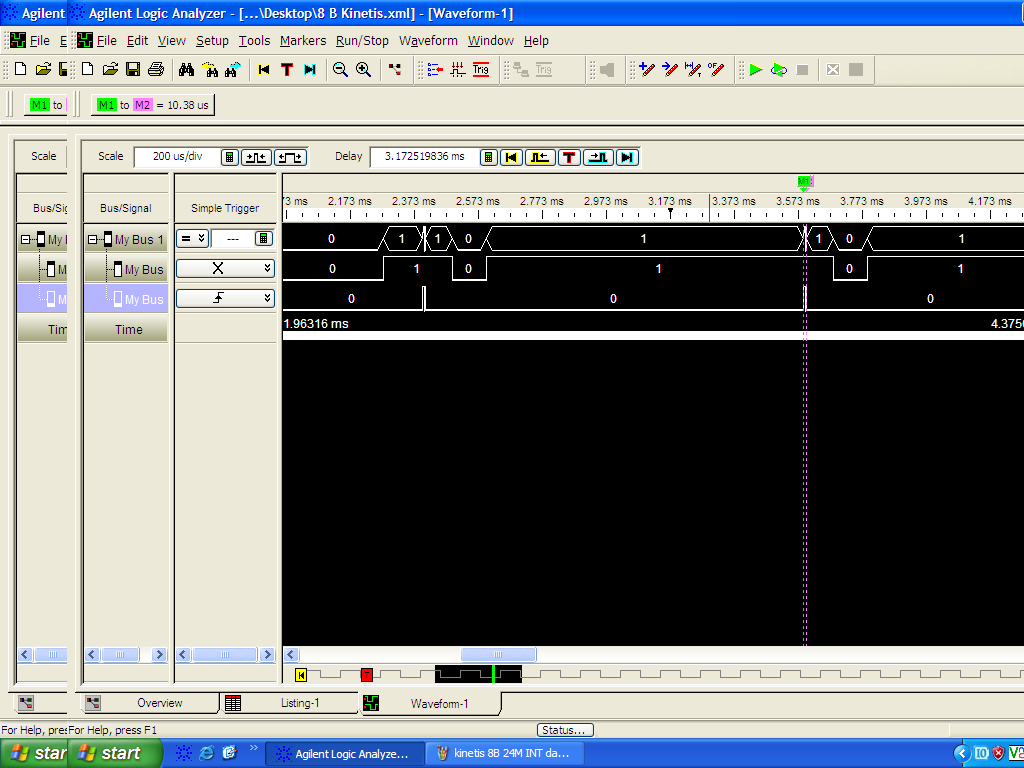 Agilent Agilent Logic Analyzer - [...\Desktop\8 B Kinetis.xml] - [Waveform-1]
File E File Edit View Setup Tools Markers Run/Stop Waveform Window Help
T Trig Trig
M1 to M1 to M2 = 10.38 us
Scale Scale 200 us/div Delay 3.172519836 ms T
M1
73 ms 2.173 ms 2.373 ms 2.573 ms 2.773 ms 2.973 ms 3.173 ms 3.373 ms 3.573 ms 3.773 ms 3.973 ms 4.173 ms
Bus/Sig Bus/Signal Simple Trigger
My My Bus 1 = --- 0 1 1 0 1 1 0 1
M My Bus X 0 1 0 1 0 1
M My Bus 0 0 0
Tim Time 1.96316 ms 4.375
T
Overview Listing-1 Waveform-1
For Help, pres For Help, press F1 Status...
star start Agilent Logic Analyze... kinetis 8B 24M INT da...